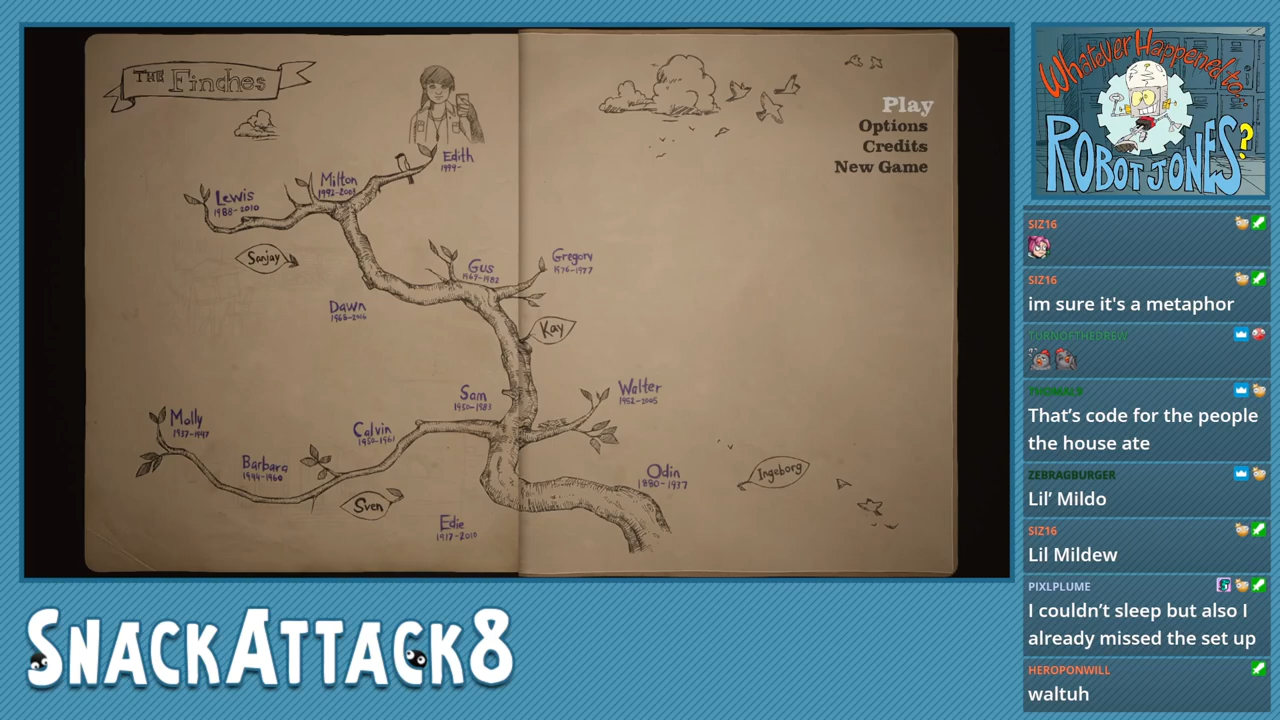 THE Finches
Edith
1999-
Milton
1992-2003
Lewis
1988-2010
Sanjay
Gus
1967-1982
Gregory
1976-1977
Dawn
1968-2016
Kay
Sam
1950-1983
Walter
1952-2005
Molly
1937-1947
Calvin
1950-1961
Barbara
1944-1960
Sven
Edie
1917-2010
Odin
1880-1937
Ingeborg
Play
Options
Credits
New Game
SNACKATTACK8
Whatever Happened to...
ROBOT JONES?
SIZ16
SIZ16
im sure it's a metaphor
TURNOFTHEDREW
That's code for the people
the house ate
ZEBRAGBURGER
Lil' Mildo
SIZ16
Lil Mildew
PIXLPLUME
I couldn't sleep but also I
already missed the set up
HEROPONWILL
waltuh